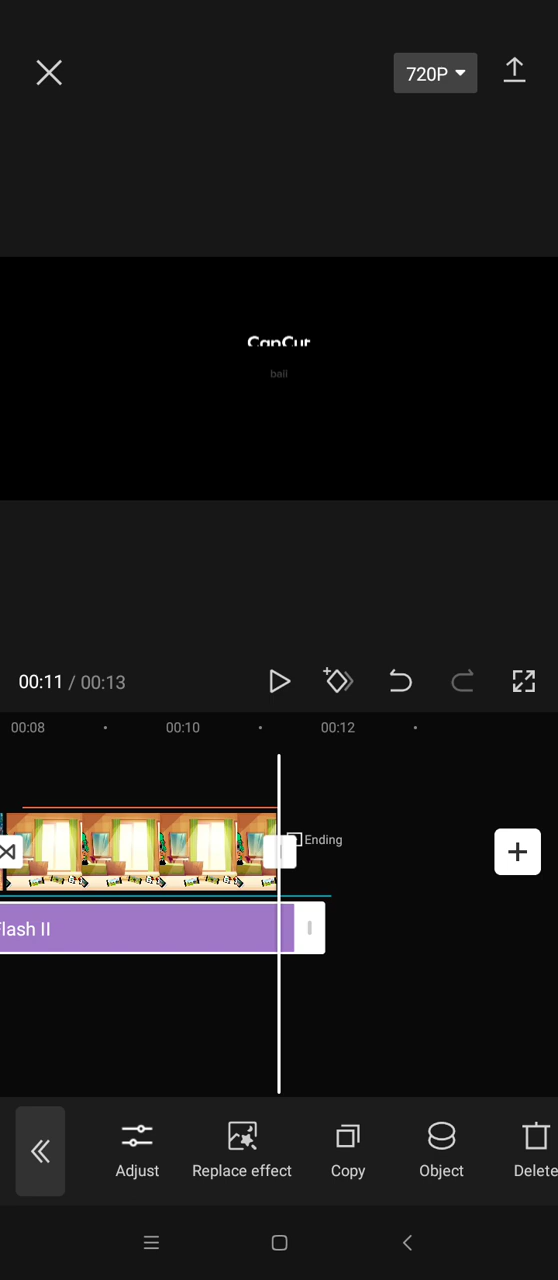 720P
CapCut
bali
00:11 / 00:13
00:08
00:10
00:12
Ending
lash II
Adjust
Replace effect
Copy
Object
Delete